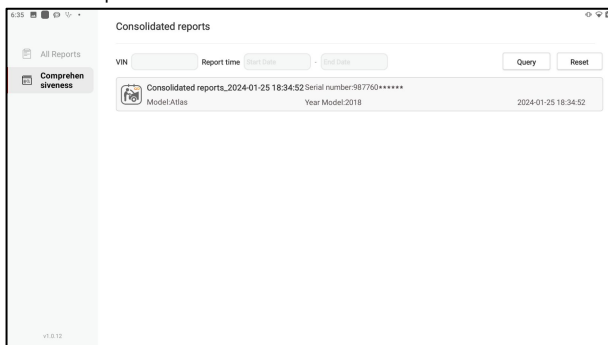 6:35
Consolidated reports
All Reports
Comprehen
siveness
VIN Report time Start Date - End Date Query Reset
Consolidated reports_2024-01-25 18:34:52 Serial number:987760******
Model:Atlas Year Model:2018 2024-01-25 18:34:52
v1.0.12